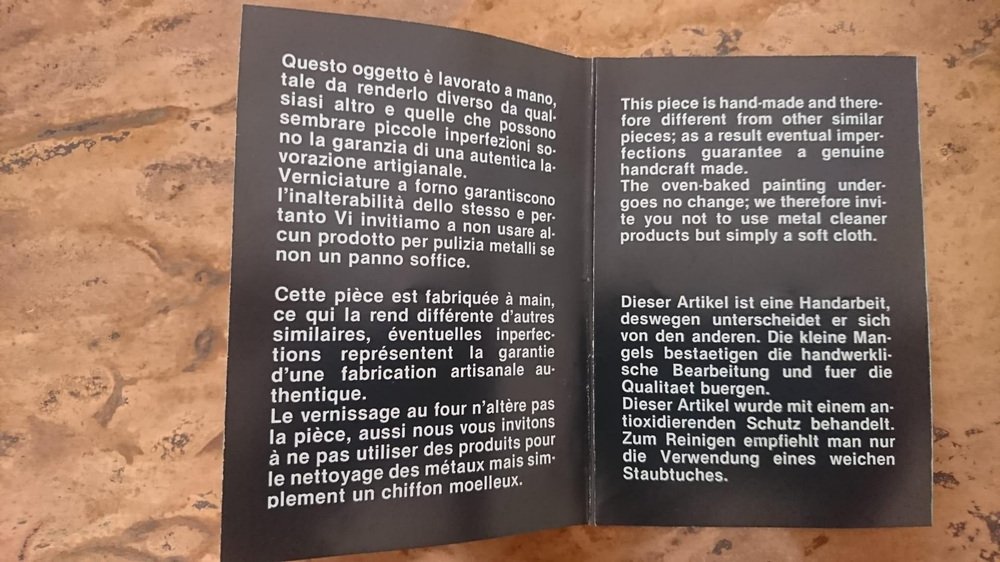 Questo oggetto è lavorato a mano,
tale da renderlo diverso da qual-
siasi altro e quelle che possono
sembrare piccole inperfezioni so-
no la garanzia di una autentica la-
vorazione artigianale.
Verniciature a forno garantiscono
l'inalterabilità dello stesso e per-
tanto Vi invitiamo a non usare al-
cun prodotto per pulizia metalli se
non un panno soffice.
Cette pièce est fabriquée à main,
ce qui la rend différente d'autres
similaires, éventuelles inperfec-
tions représentent la garantie
d'une fabrication artisanale au-
thentique.
Le vernissage au four n'altère pas
la pièce, aussi nous vous invitons
à ne pas utiliser des produits pour
le nettoyage des métaux mais sim-
plement un chiffon moelleux.
This piece is hand-made and there-
fore different from other similar
pieces; as a result eventual imper-
fections guarantee a genuine
handcraft made.
The oven-baked painting under-
goes no change; we therefore invi-
te you not to use metal cleaner
products but simply a soft cloth.
Dieser Artikel ist eine Handarbeit,
deswegen unterscheidet er sich
von den anderen. Die kleine Man-
gels bestaetigen die handwerkli-
sche Bearbeitung und fuer die
Qualitaet buergen.
Dieser Artikel wurde mit einem an-
tioxidierenden Schutz behandelt.
Zum Reinigen empfiehlt man nur
die Verwendung eines weichen
Staubtuches.